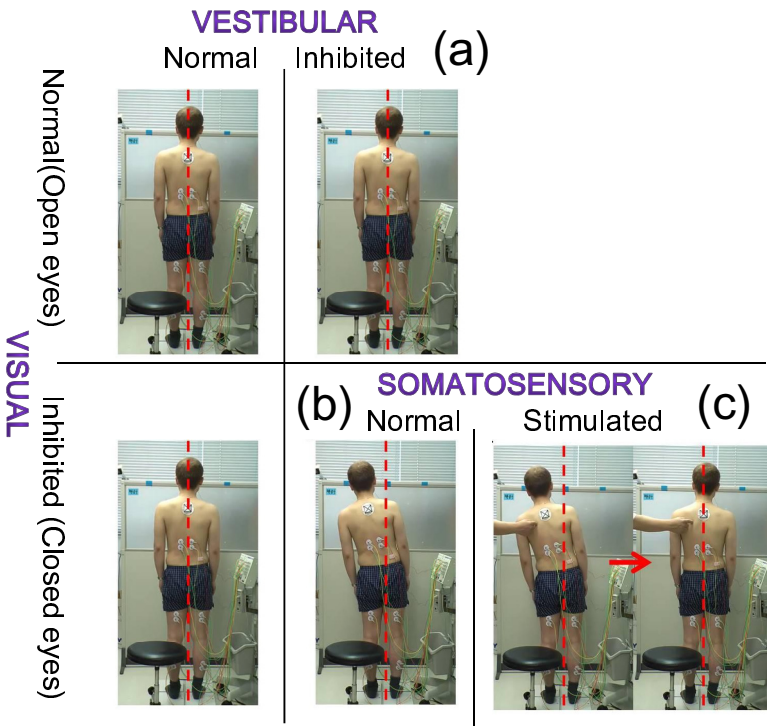 VESTIBULAR
Normal
Inhibited
(a)
Normal(Open eyes)
VISUAL
SOMATOSENSORY
(b)
Normal
Stimulated
(c)
Inhibited (Closed eyes)